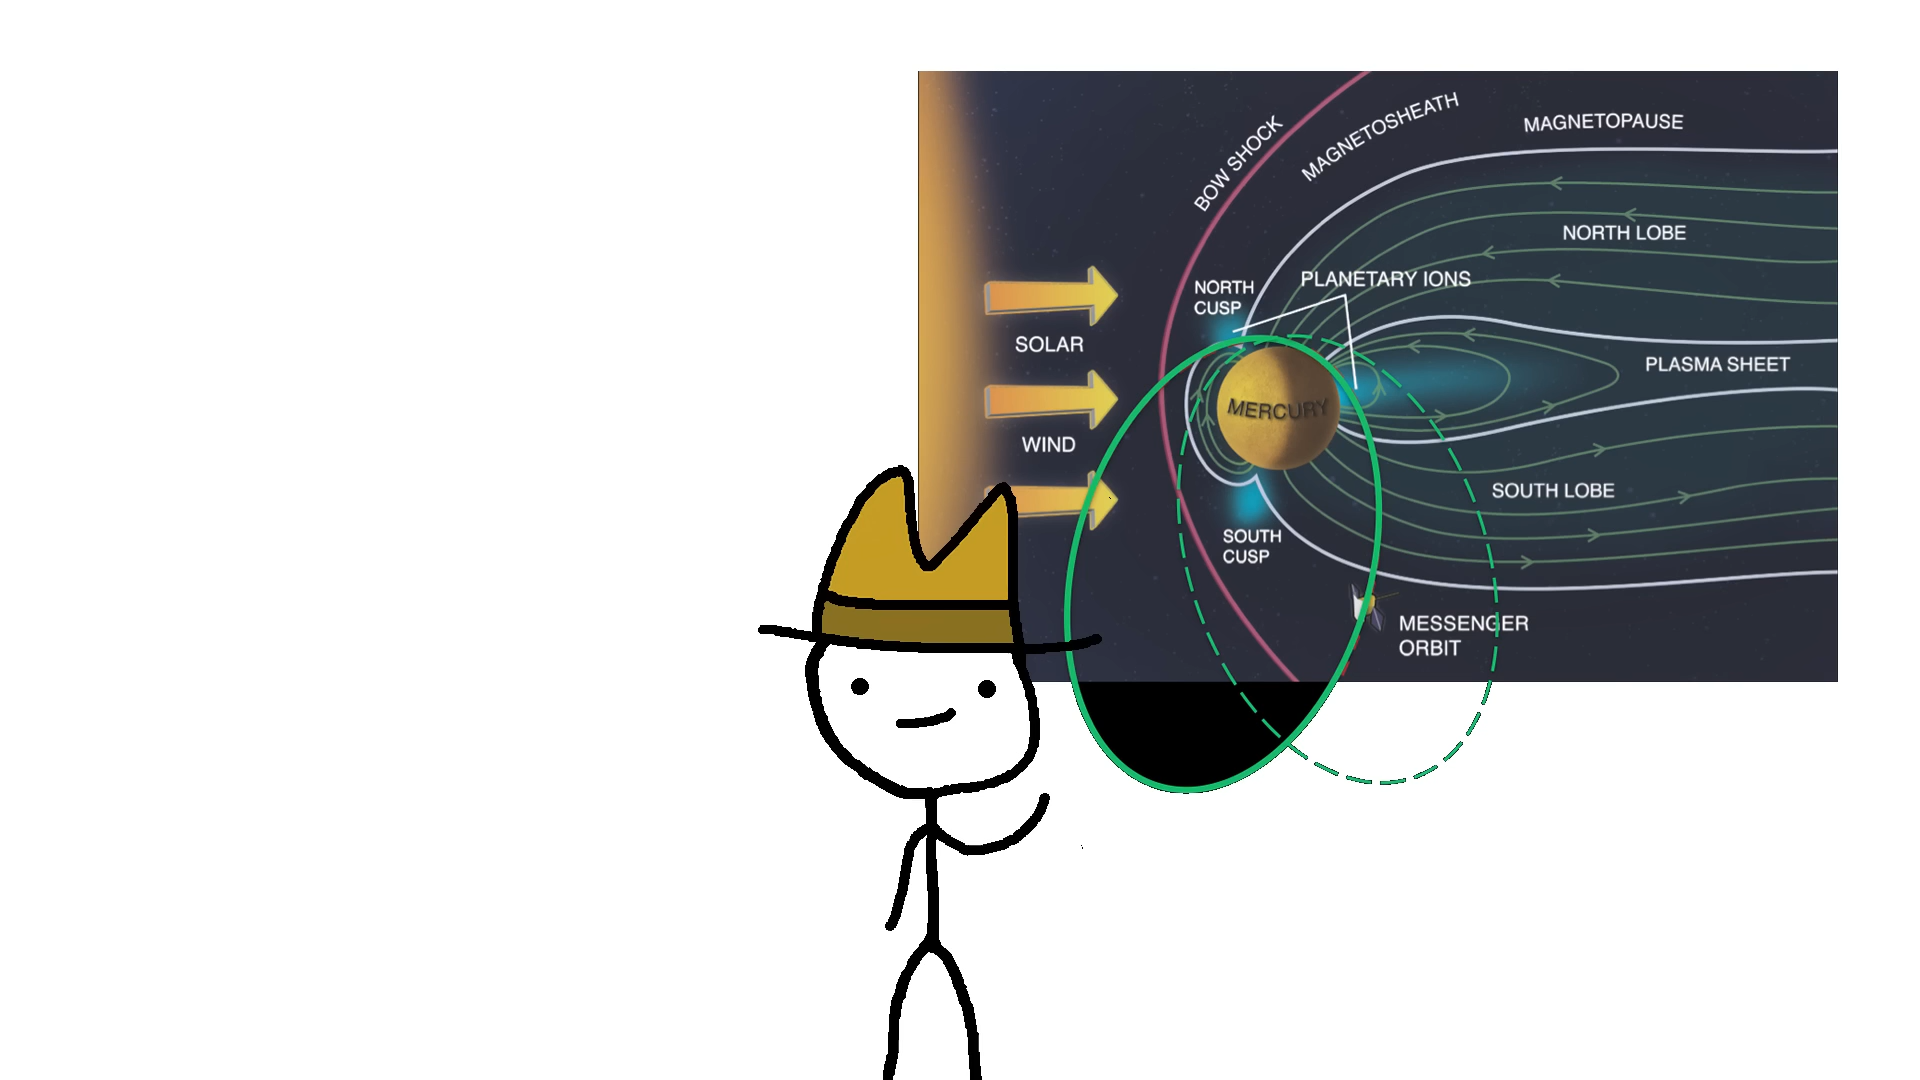 BOW SHOCK
MAGNETOSHEATH
MAGNETOPAUSE
NORTH LOBE
PLANETARY IONS
NORTH
CUSP
SOLAR
WIND
PLASMA SHEET
MERCURY
SOUTH LOBE
SOUTH
CUSP
MESSENGER
ORBIT